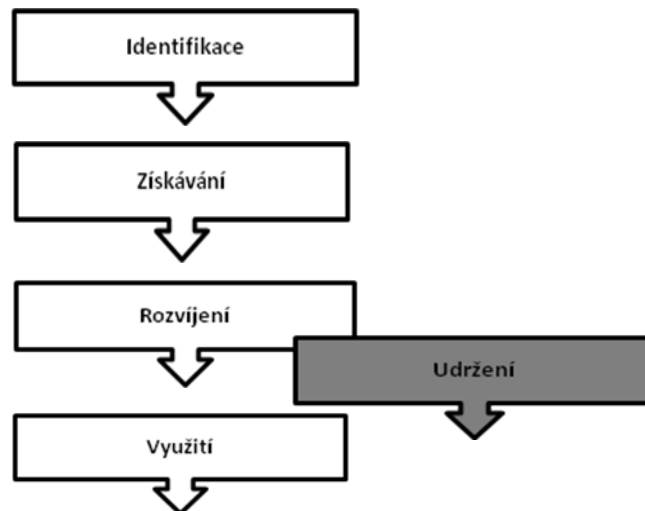 Identifikace
Získávání
Rozvíjení
Udržení
Využití